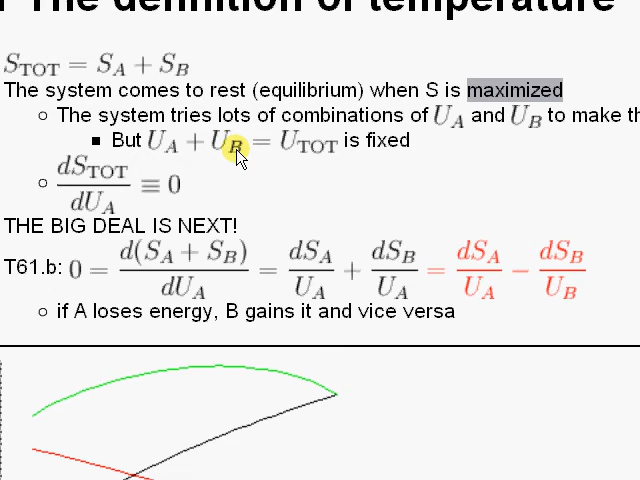 The definition of temperature
S_TOT = S_A + S_B
The system comes to rest (equilibrium) when S is maximized
○ The system tries lots of combinations of U_A and U_B to make th
■ But U_A + U_B = U_TOT is fixed
○ dS_TOT/dU_A ≡ 0
THE BIG DEAL IS NEXT!
T61.b: 0 = d(S_A + S_B)/dU_A = dS_A/U_A + dS_B/U_A = dS_A/U_A − dS_B/U_B
○ if A loses energy, B gains it and vice versa